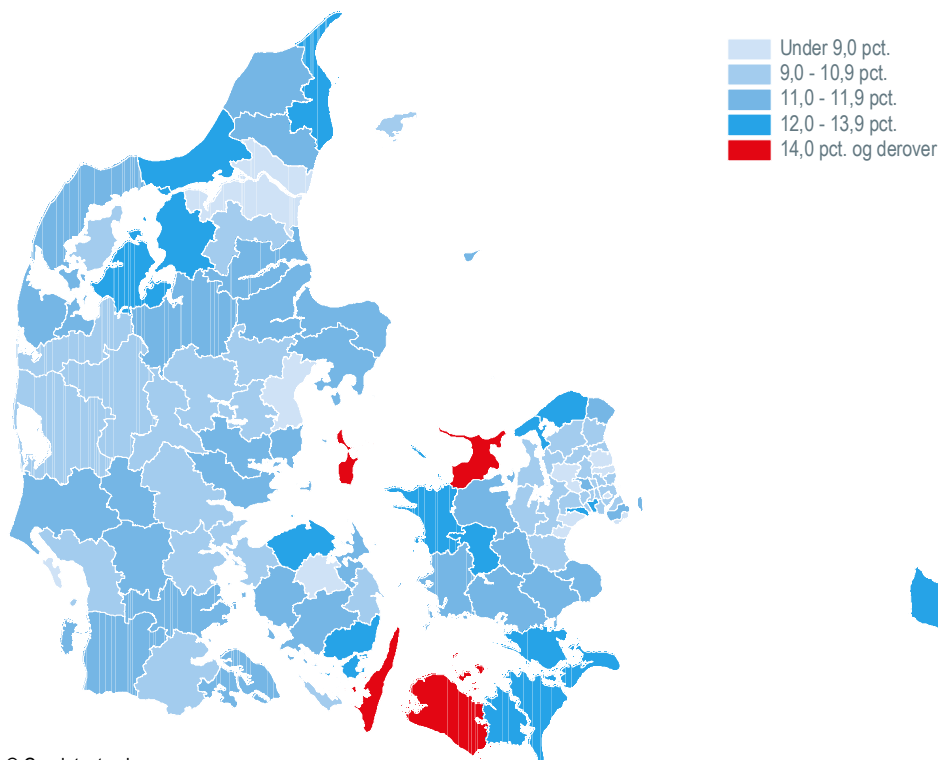 Under 9,0 pct.
9,0 - 10,9 pct.
11,0 - 11,9 pct.
12,0 - 13,9 pct.
14,0 pct. og derover
©